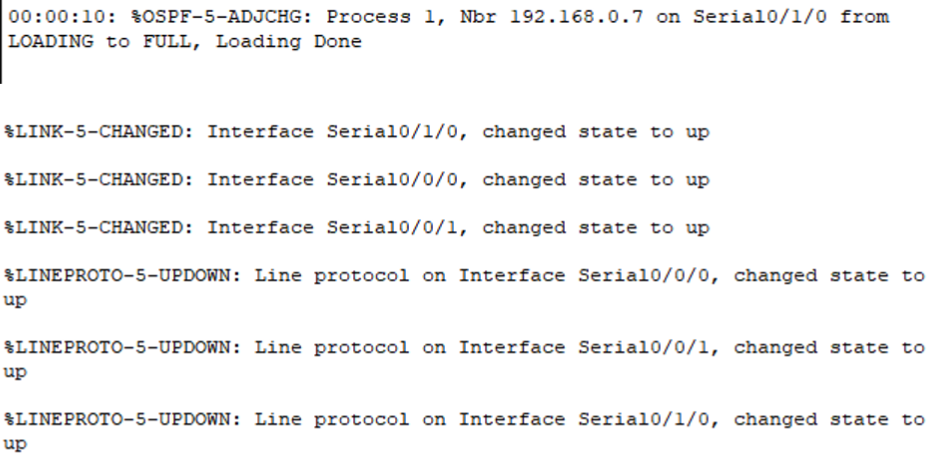 00:00:10: %OSPF-5-ADJCHG: Process 1, Nbr 192.168.0.7 on Serial0/1/0 from
LOADING to FULL, Loading Done
%LINK-5-CHANGED: Interface Serial0/1/0, changed state to up
%LINK-5-CHANGED: Interface Serial0/0/0, changed state to up
%LINK-5-CHANGED: Interface Serial0/0/1, changed state to up
%LINEPROTO-5-UPDOWN: Line protocol on Interface Serial0/0/0, changed state to
up
%LINEPROTO-5-UPDOWN: Line protocol on Interface Serial0/0/1, changed state to
up
%LINEPROTO-5-UPDOWN: Line protocol on Interface Serial0/1/0, changed state to
up